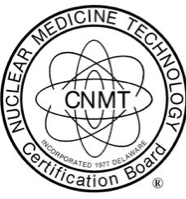 NUCLEAR MEDICINE TECHNOLOGY
CNMT
INCORPORATED 1977 DELAWARE
Certification Board
®